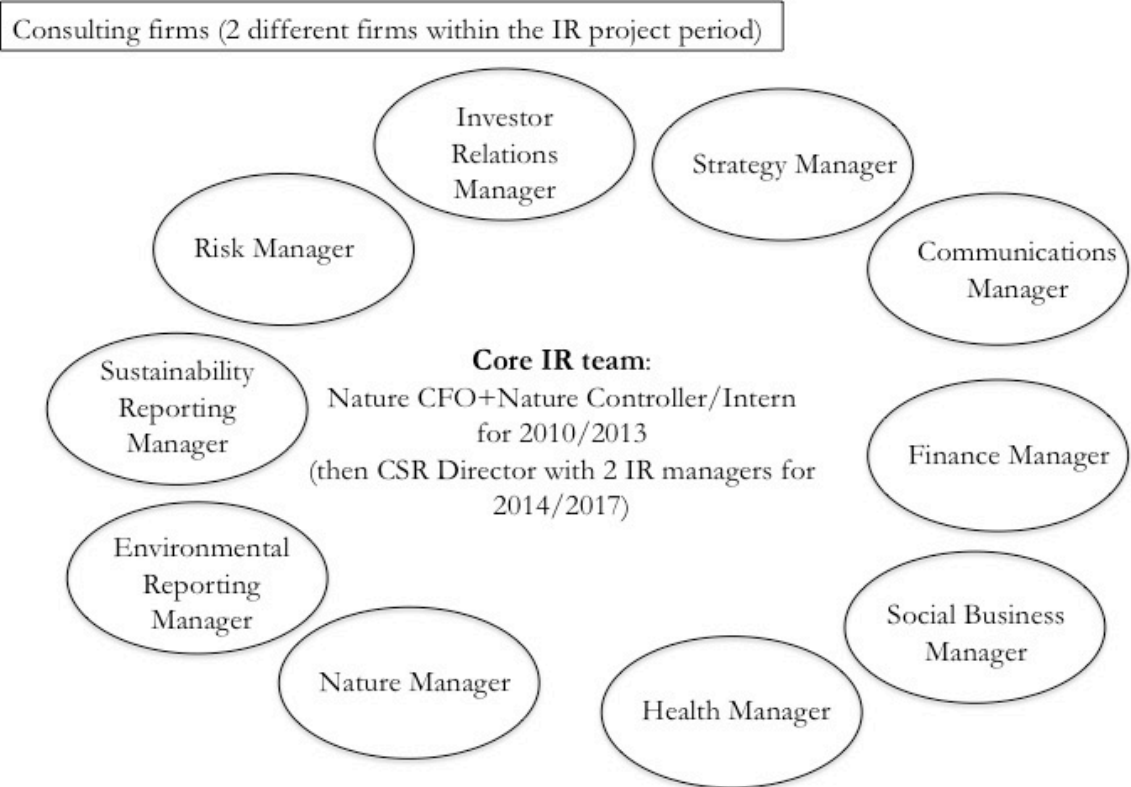 Consulting firms (2 different firms within the IR project period)
Investor
Relations
Manager
Strategy Manager
Communications
Manager
Risk Manager
Core IR team:
Nature CFO+Nature Controller/Intern
for 2010/2013
(then CSR Director with 2 IR managers for
2014/2017)
Sustainability
Reporting
Manager
Finance Manager
Environmental
Reporting
Manager
Social Business
Manager
Nature Manager
Health Manager